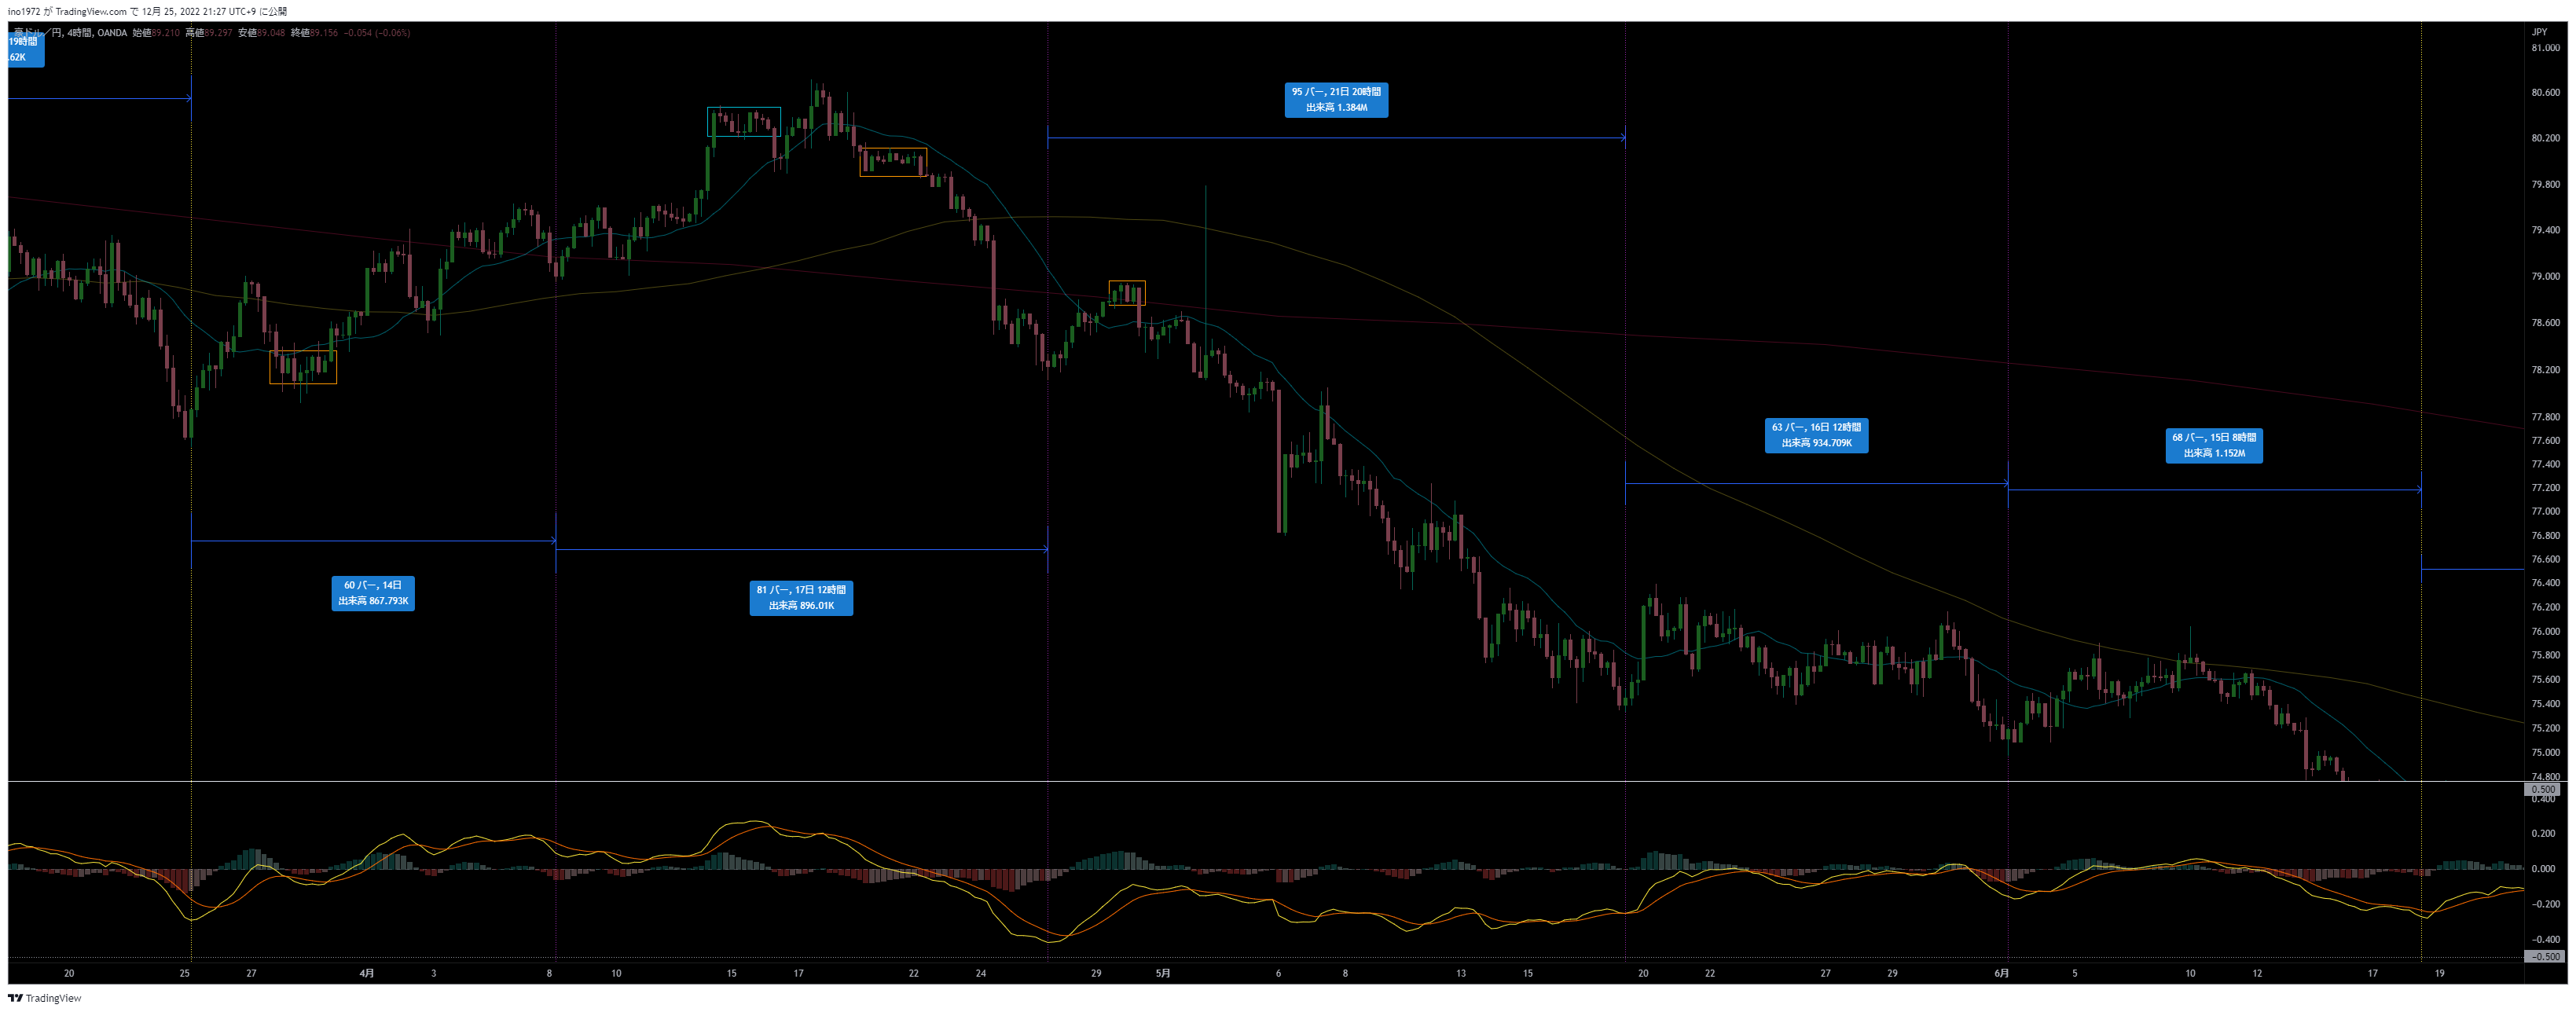 ino1972 が TradingView.com で 12月 25, 2022 21:27 UTC+9 に公開
豪ドル／円, 4時間, OANDA 始値89.210 高値89.297 安値89.048 終値89.156 −0.054 (−0.06%)
19時間
.62K
95 バー, 21日 20時間
出来高 1.384M
63 バー, 16日 12時間
出来高 934.709K
68 バー, 15日 8時間
出来高 1.152M
60 バー, 14日
出来高 867.793K
81 バー, 17日 12時間
出来高 896.01K
JPY
81.000
80.600
80.200
79.800
79.400
79.000
78.600
78.200
77.800
77.600
77.400
77.200
77.000
76.800
76.600
76.400
76.200
76.000
75.800
75.600
75.400
75.200
75.000
74.800
0.500
0.400
0.200
0.000
−0.200
−0.400
−0.500
20 25 27 4月 3 8 10 15 17 22 24 29 5月 6 8 13 15 20 22 27 29 6月 5 10 12 17 19
TradingView